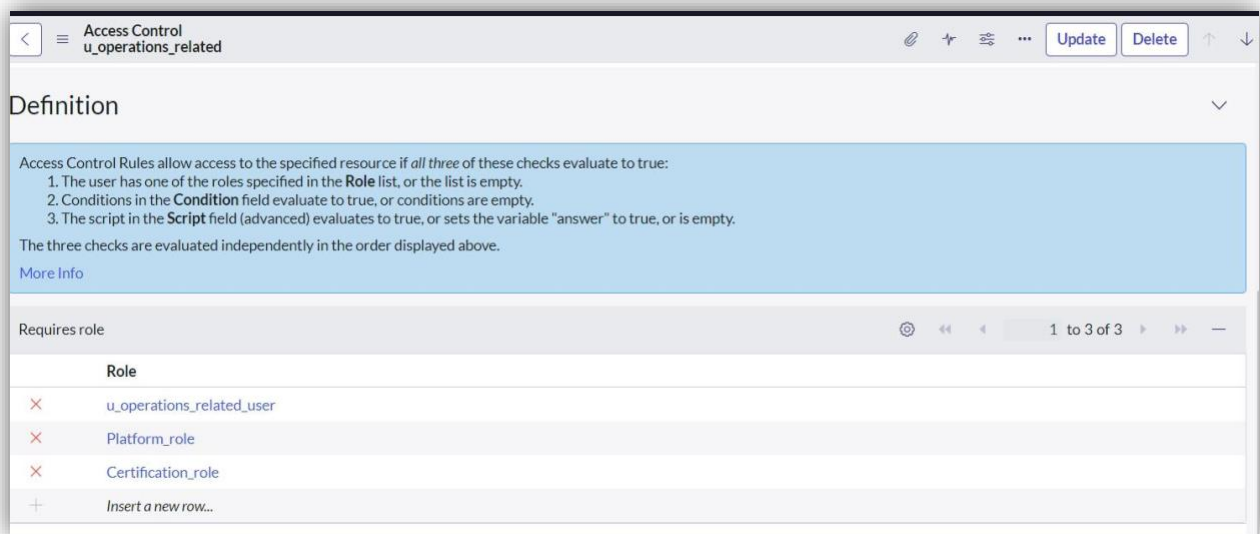 Access Control
u_operations_related
Update
Delete
Definition
Access Control Rules allow access to the specified resource if all three of these checks evaluate to true:
1. The user has one of the roles specified in the Role list, or the list is empty.
2. Conditions in the Condition field evaluate to true, or conditions are empty.
3. The script in the Script field (advanced) evaluates to true, or sets the variable "answer" to true, or is empty.
The three checks are evaluated independently in the order displayed above.
More Info
Requires role
1 to 3 of 3
Role
u_operations_related_user
Platform_role
Certification_role
Insert a new row...